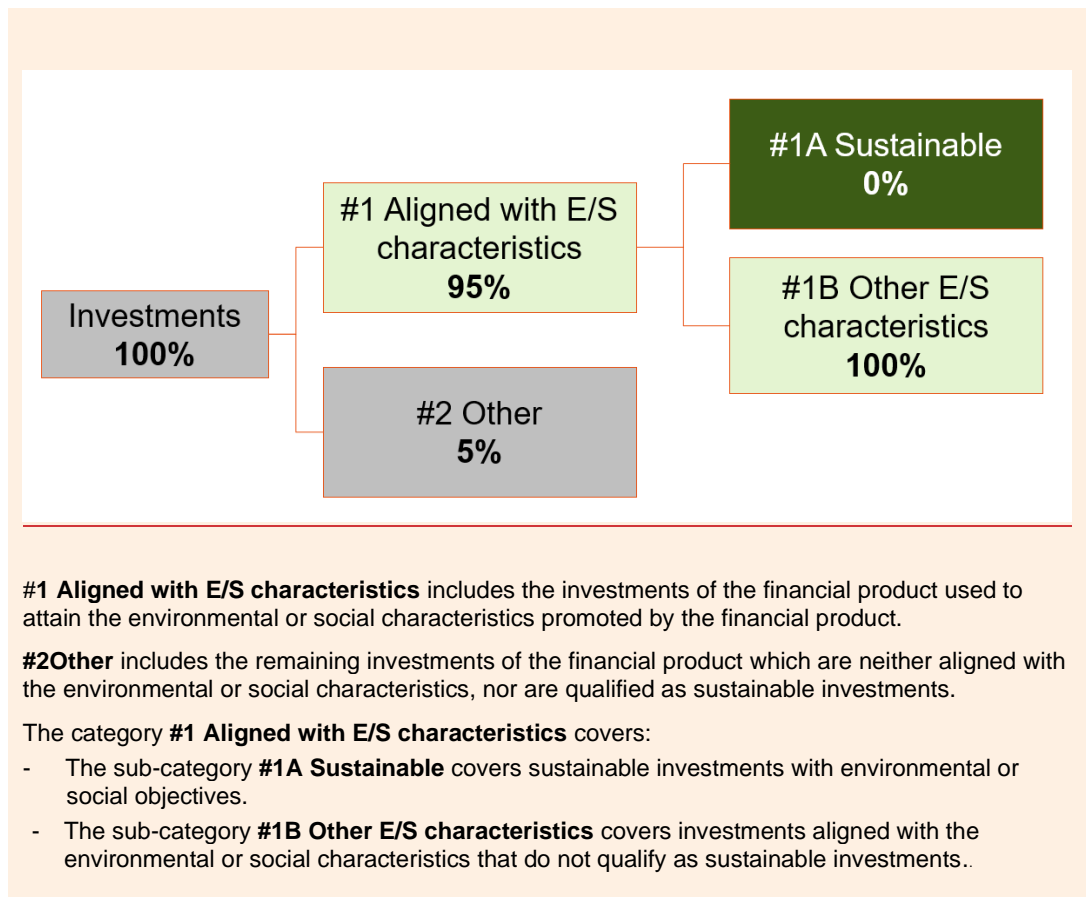 #1A Sustainable
0%
#1 Aligned with E/S
characteristics
95%
#1B Other E/S
characteristics
100%
Investments
100%
#2 Other
5%
#1 Aligned with E/S characteristics includes the investments of the financial product used to
attain the environmental or social characteristics promoted by the financial product.
#2Other includes the remaining investments of the financial product which are neither aligned with
the environmental or social characteristics, nor are qualified as sustainable investments.
The category #1 Aligned with E/S characteristics covers:
- The sub-category #1A Sustainable covers sustainable investments with environmental or
social objectives.
- The sub-category #1B Other E/S characteristics covers investments aligned with the
environmental or social characteristics that do not qualify as sustainable investments..